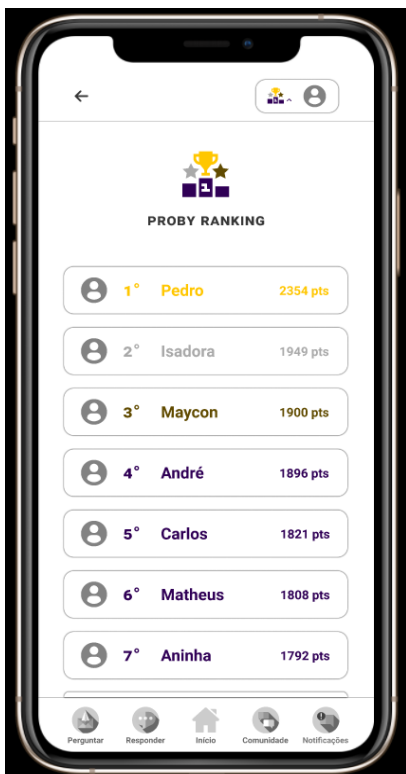 1
PROBY RANKING
1° Pedro 2354 pts
2° Isadora 1949 pts
3° Maycon 1900 pts
4° André 1896 pts
5° Carlos 1821 pts
6° Matheus 1808 pts
7° Aninha 1792 pts
Perguntar Responder Início Comunidade Notificações